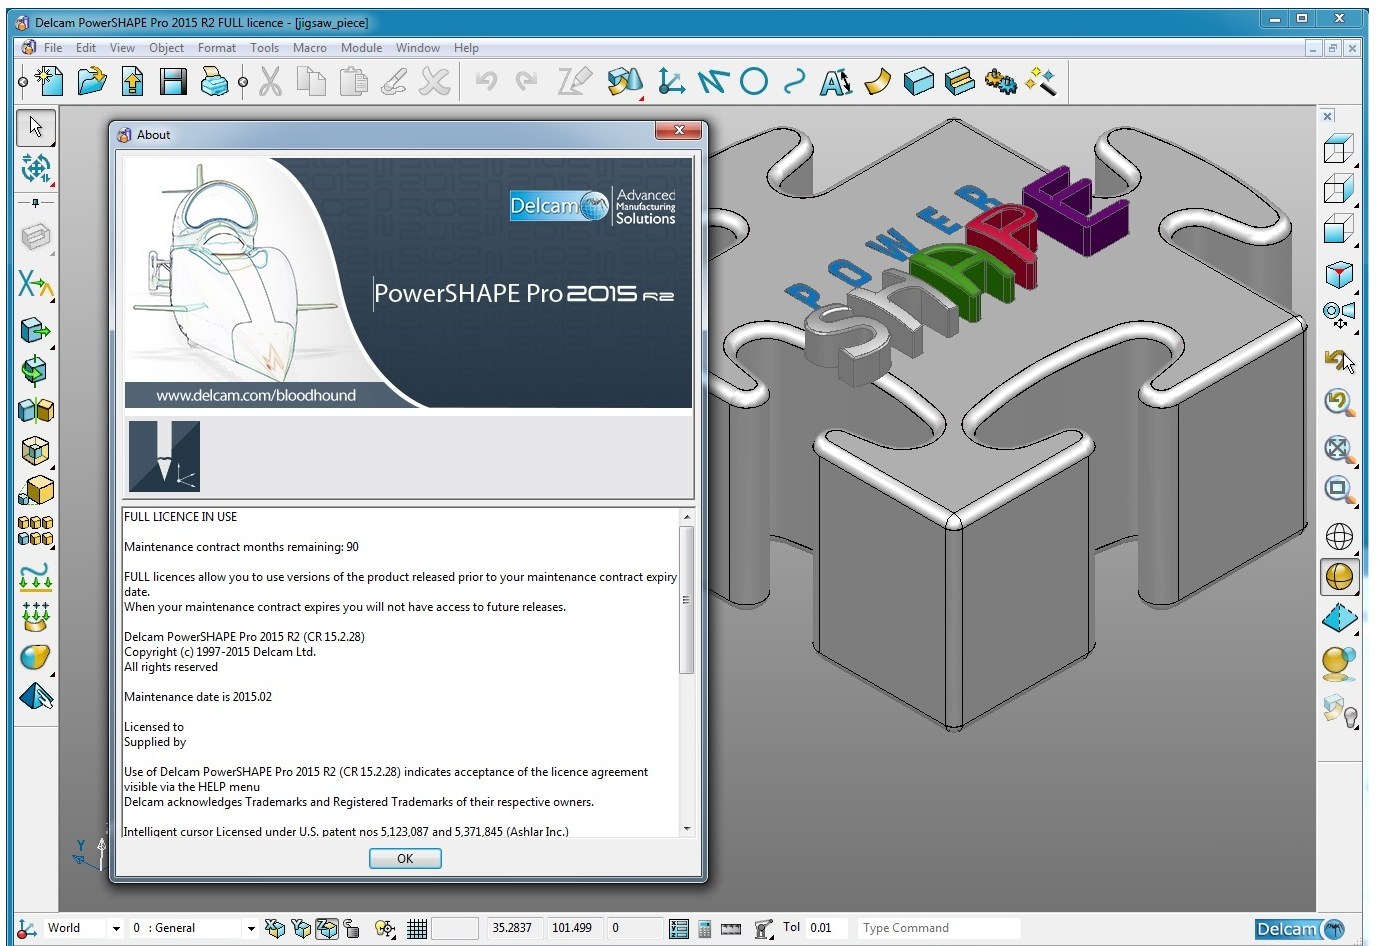 Delcam PowerSHAPE Pro 2015 R2 FULL licence - [jigsaw_piece]
File Edit View Object Format Tools Macro Module Window Help
About
Delcam
Advanced
Manufacturing
Solutions
PowerSHAPE Pro 2015 R2
www.delcam.com/bloodhound
POWER
SHAPE
FULL LICENCE IN USE
Maintenance contract months remaining: 90
FULL licences allow you to use versions of the product released prior to your maintenance contract expiry
date.
When your maintenance contract expires you will not have access to future releases.
Delcam PowerSHAPE Pro 2015 R2 (CR 15.2.28)
Copyright (c) 1997-2015 Delcam Ltd.
All rights reserved
Maintenance date is 2015.02
Licensed to
Supplied by
Use of Delcam PowerSHAPE Pro 2015 R2 (CR 15.2.28) indicates acceptance of the licence agreement
visible via the HELP menu
Delcam acknowledges Trademarks and Registered Trademarks of their respective owners.
Intelligent cursor Licensed under U.S. patent nos 5,123,087 and 5,371,845 (Ashlar Inc.)
OK
Y
World 0 : General 35.2837 101.499 0 Tol 0.01 Type Command Delcam